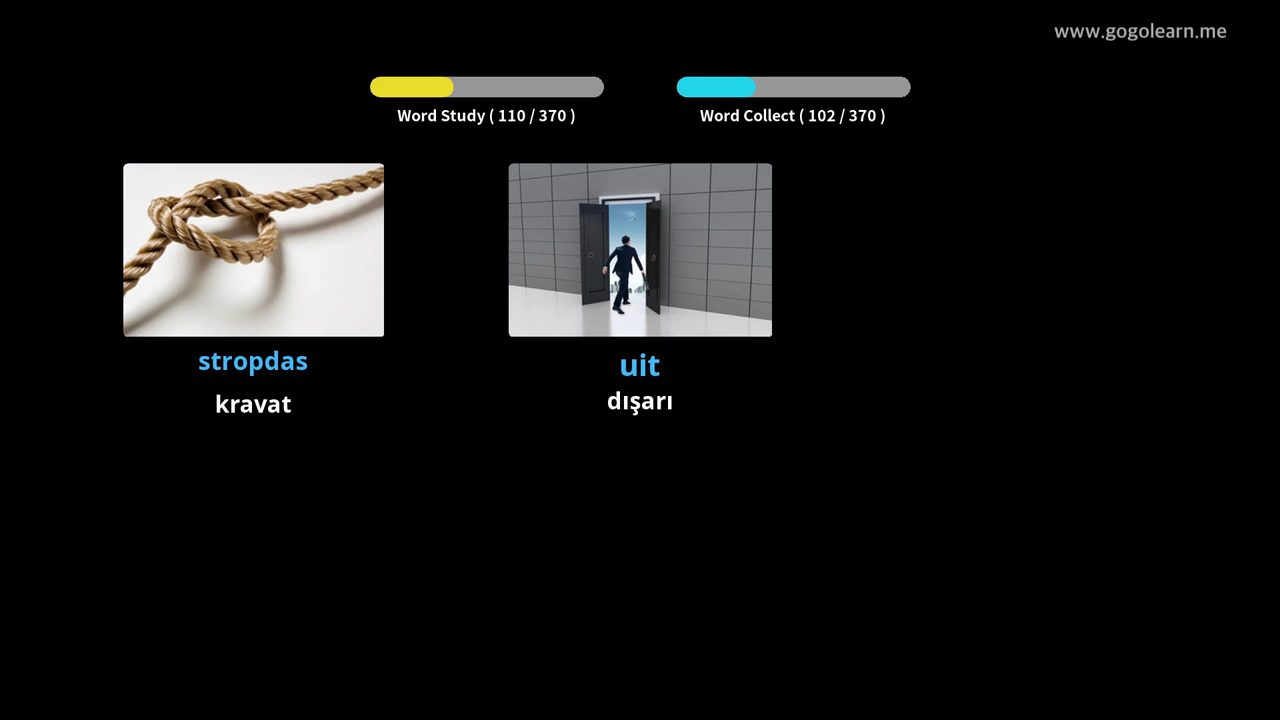 www.gogolearn.me
Word Study ( 110 / 370 )
Word Collect ( 102 / 370 )
stropdas
kravat
uit
dışarı